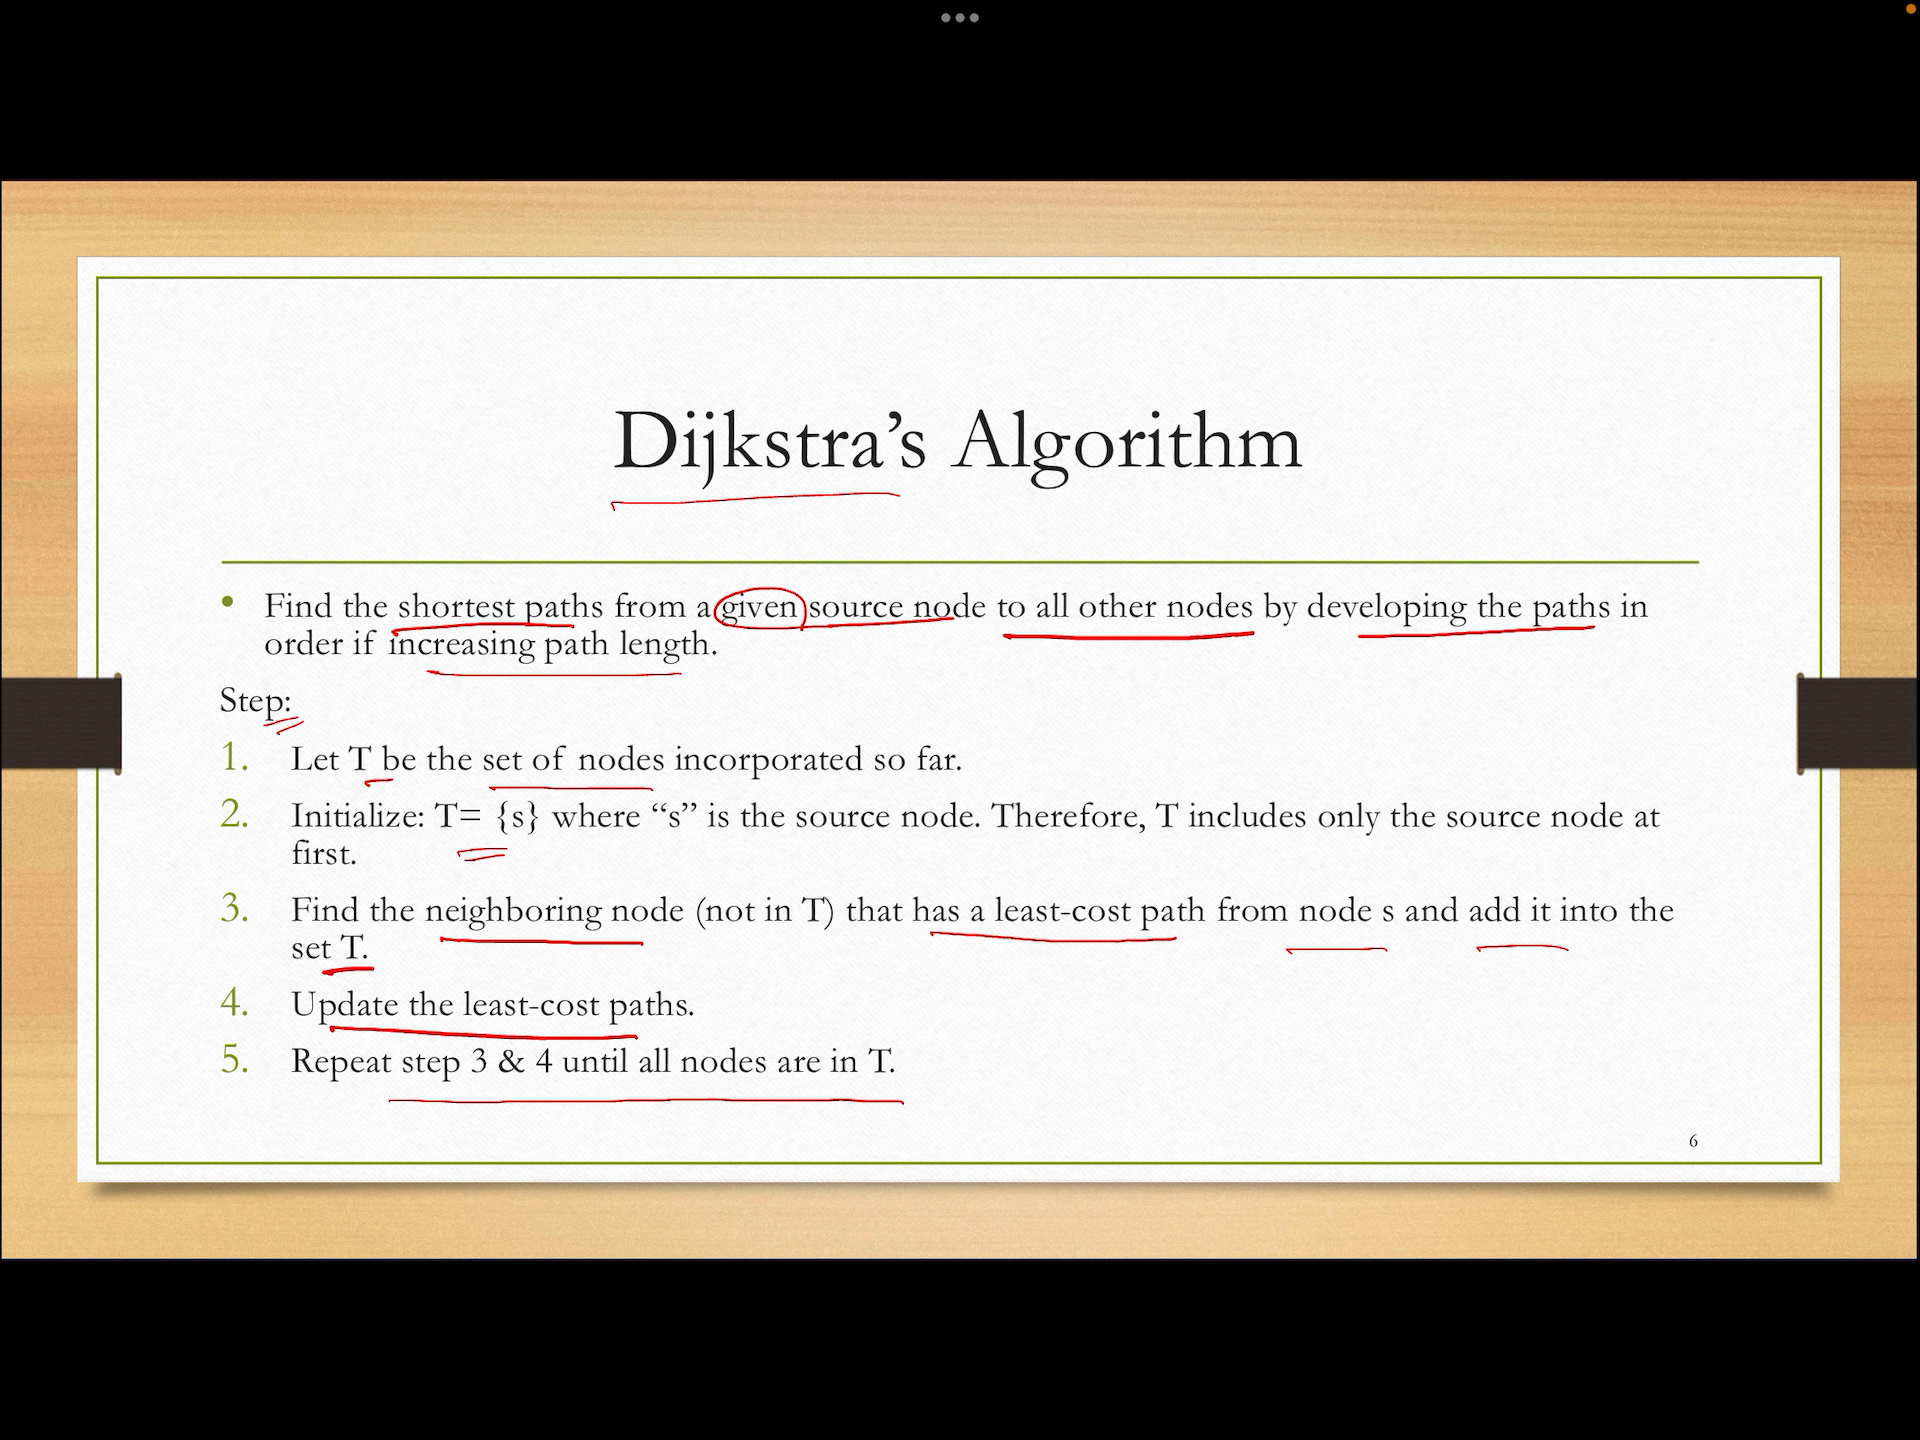 Dijkstra’s Algorithm
• Find the shortest paths from a given source node to all other nodes by developing the paths in
order if increasing path length.
Step:
1. Let T be the set of nodes incorporated so far.
2. Initialize: T= {s} where “s” is the source node. Therefore, T includes only the source node at
first.
3. Find the neighboring node (not in T) that has a least-cost path from node s and add it into the
set T.
4. Update the least-cost paths.
5. Repeat step 3 & 4 until all nodes are in T.
6